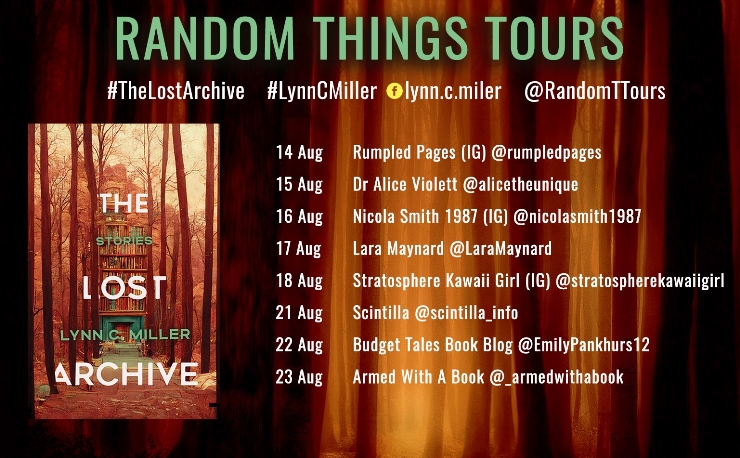 RANDOM THINGS TOURS
#TheLostArchive #LynnCMiller lynn.c.miler @RandomTTours
THE
STORIES
LOST
LYNN C. MILLER
ARCHIVE
14 Aug Rumpled Pages (IG) @rumpledpages
15 Aug Dr Alice Violett @alicetheunique
16 Aug Nicola Smith 1987 (IG) @nicolasmith1987
17 Aug Lara Maynard @LaraMaynard
18 Aug Stratosphere Kawaii Girl (IG) @stratospherekawaiigirl
21 Aug Scintilla @scintilla_info
22 Aug Budget Tales Book Blog @EmilyPankhurs12
23 Aug Armed With A Book @_armedwithabook